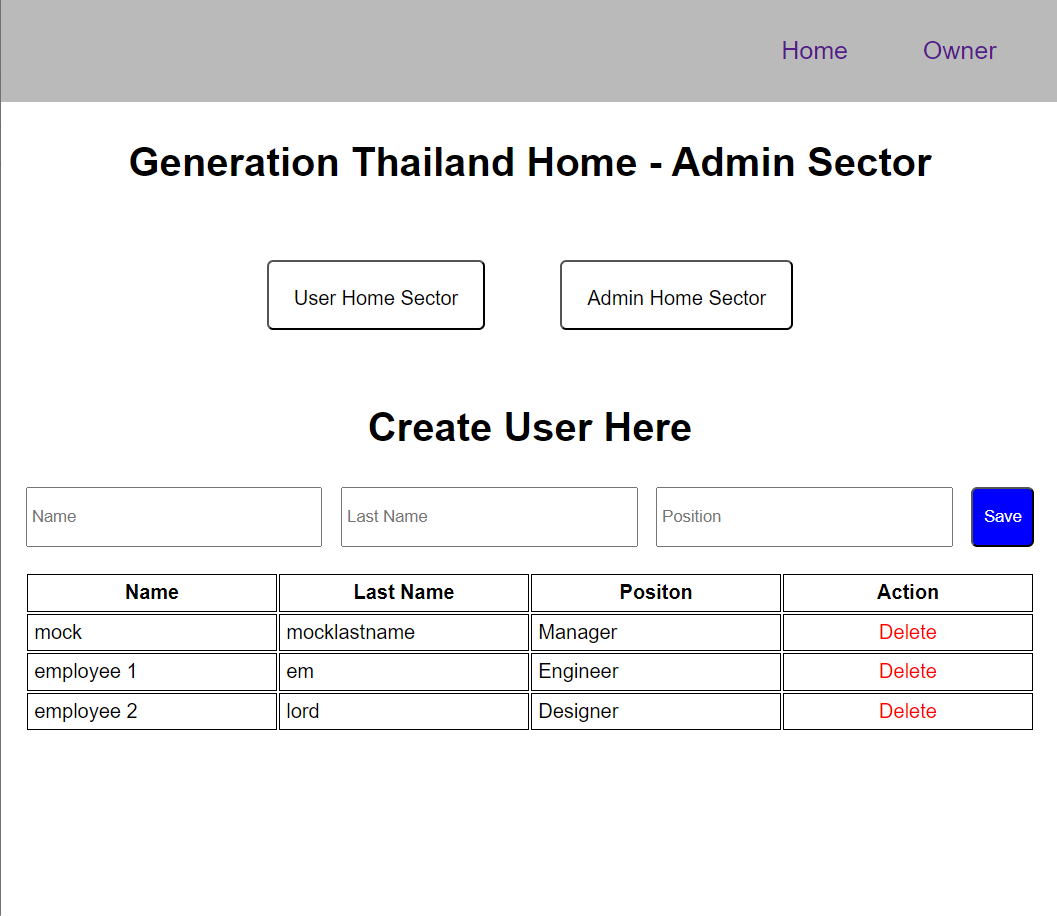 Home Owner
Generation Thailand Home - Admin Sector
User Home Sector Admin Home Sector
Create User Here
Name Last Name Position Save
Name Last Name Positon Action
mock mocklastname Manager Delete
employee 1 em Engineer Delete
employee 2 lord Designer Delete